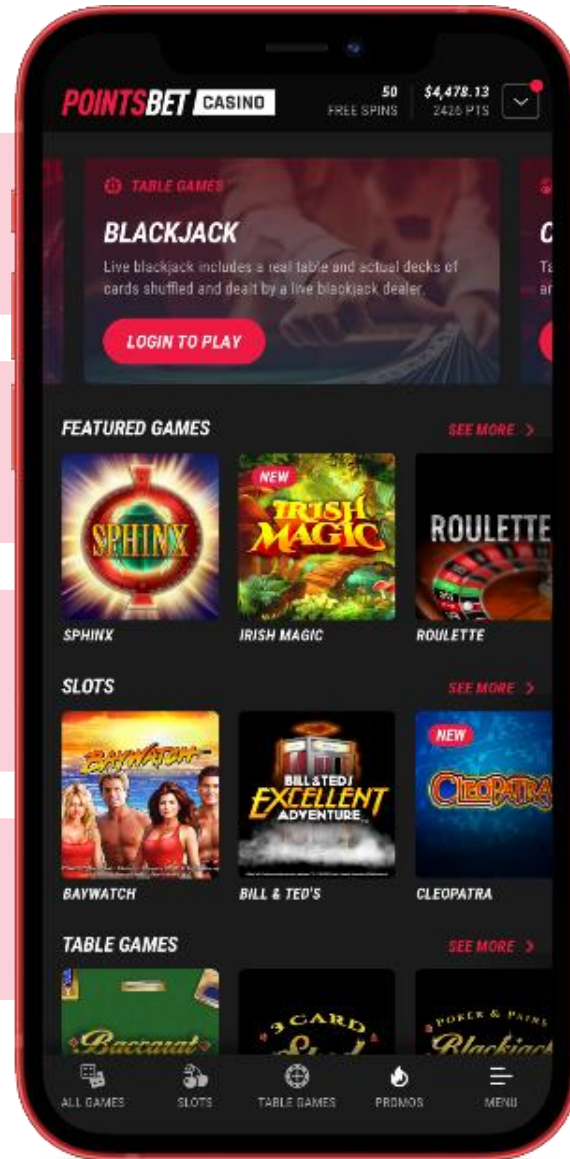 POINTSBET CASINO
50
FREE SPINS
$4,478.13
2426 PTS
TABLE GAMES
BLACKJACK
Live blackjack includes a real table and actual decks of
cards shuffled and dealt by a live blackjack dealer.
LOGIN TO PLAY
C
FEATURED GAMES
SEE MORE >
SPHINX
NEW
IRISH
MAGIC
ROULETTE
SPHINX
IRISH MAGIC
ROULETTE
SLOTS
SEE MORE >
BAYWATCH
BILL & TED'S
EXCELLENT
ADVENTURE
NEW
CLEOPATRA
BAYWATCH
BILL & TED'S
CLEOPATRA
TABLE GAMES
SEE MORE >
Baccarat
3 CARD
POKER & PAIRS
Blackjack
ALL GAMES
SLOTS
TABLE GAMES
PROMOS
MENU